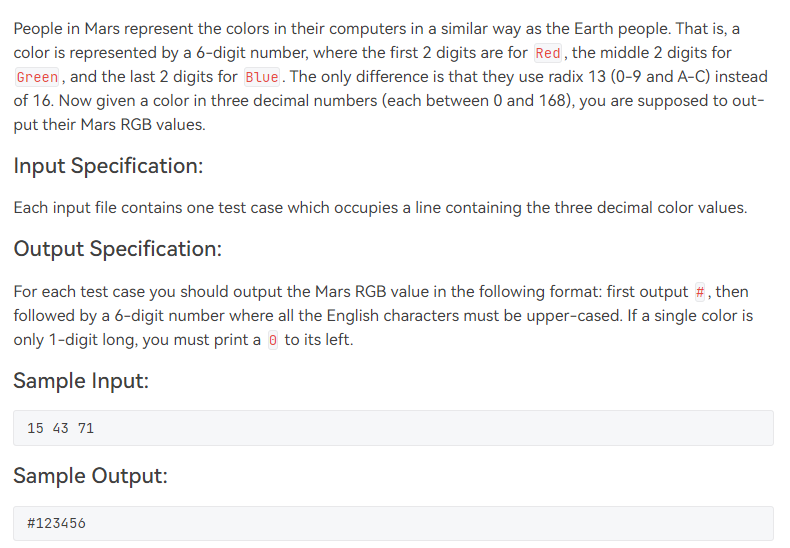 People in Mars represent the colors in their computers in a similar way as the Earth people. That is, a
color is represented by a 6-digit number, where the first 2 digits are for Red, the middle 2 digits for
Green, and the last 2 digits for Blue. The only difference is that they use radix 13 (0-9 and A-C) instead
of 16. Now given a color in three decimal numbers (each between 0 and 168), you are supposed to out-
put their Mars RGB values.
Input Specification:
Each input file contains one test case which occupies a line containing the three decimal color values.
Output Specification:
For each test case you should output the Mars RGB value in the following format: first output #, then
followed by a 6-digit number where all the English characters must be upper-cased. If a single color is
only 1-digit long, you must print a 0 to its left.
Sample Input:
15 43 71
Sample Output:
#123456